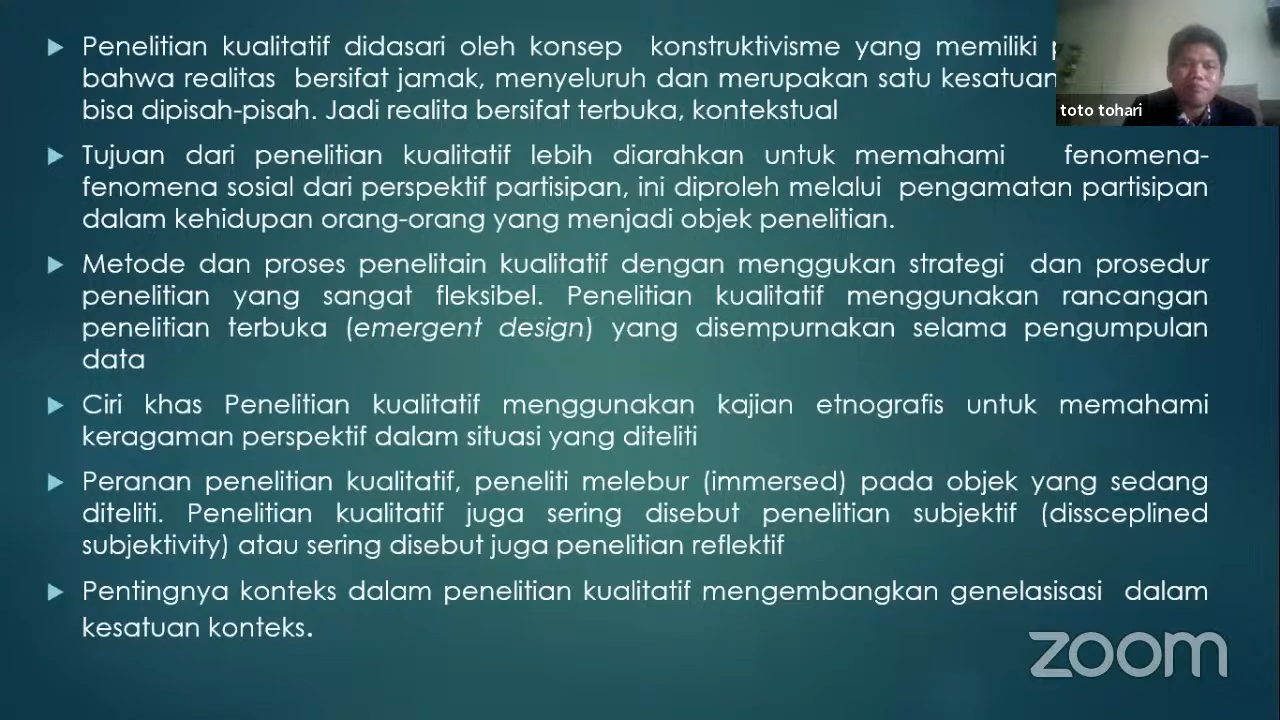 Penelitian kualitatif didasari oleh konsep konstruktivisme yang memiliki
bahwa realitas bersifat jamak, menyeluruh dan merupakan satu kesatuan
bisa dipisah-pisah. Jadi realita bersifat terbuka, kontekstual
toto tohari
Tujuan dari penelitian kualitatif lebih diarahkan untuk memahami fenomena-
fenomena sosial dari perspektif partisipan, ini diproleh melalui pengamatan partisipan
dalam kehidupan orang-orang yang menjadi objek penelitian.
Metode dan proses penelitain kualitatif dengan menggukan strategi dan prosedur
penelitian yang sangat fleksibel. Penelitian kualitatif menggunakan rancangan
penelitian terbuka (emergent design) yang disempurnakan selama pengumpulan
data
Ciri khas Penelitian kualitatif menggunakan kajian etnografis untuk memahami
keragaman perspektif dalam situasi yang diteliti
Peranan penelitian kualitatif, peneliti melebur (immersed) pada objek yang sedang
diteliti. Penelitian kualitatif juga sering disebut penelitian subjektif (dissceplined
subjektivity) atau sering disebut juga penelitian reflektif
Pentingnya konteks dalam penelitian kualitatif mengembangkan genelasisasi dalam
kesatuan konteks.
zoom